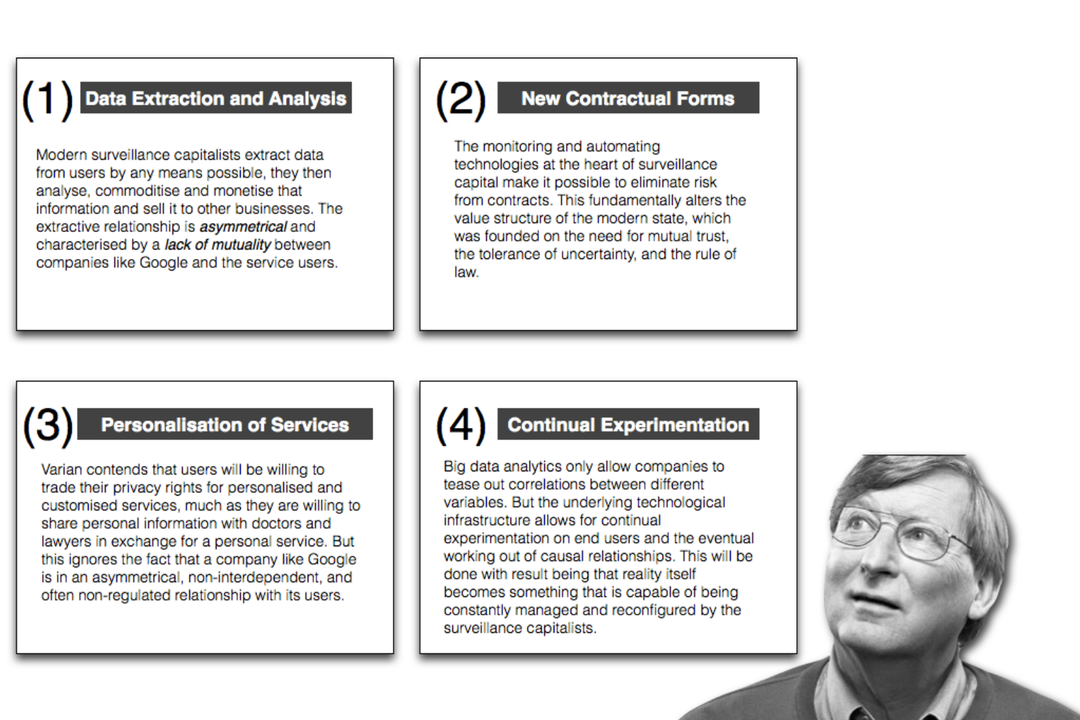 (1) Data Extraction and Analysis
Modern surveillance capitalists extract data
from users by any means possible, they then
analyse, commoditise and monetise that
information and sell it to other businesses. The
extractive relationship is asymmetrical and
characterised by a lack of mutuality between
companies like Google and the service users.
(2) New Contractual Forms
The monitoring and automating
technologies at the heart of surveillance
capital make it possible to eliminate risk
from contracts. This fundamentally alters the
value structure of the modern state, which
was founded on the need for mutual trust,
the tolerance of uncertainty, and the rule of
law.
(3) Personalisation of Services
Varian contends that users will be willing to
trade their privacy rights for personalised and
customised services, much as they are willing to
share personal information with doctors and
lawyers in exchange for a personal service. But
this ignores the fact that a company like Google
is in an asymmetrical, non-interdependent, and
often non-regulated relationship with its users.
(4) Continual Experimentation
Big data analytics only allow companies to
tease out correlations between different
variables. But the underlying technological
infrastructure allows for continual
experimentation on end users and the eventual
working out of causal relationships. This will be
done with result being that reality itself
becomes something that is capable of being
constantly managed and reconfigured by the
surveillance capitalists.